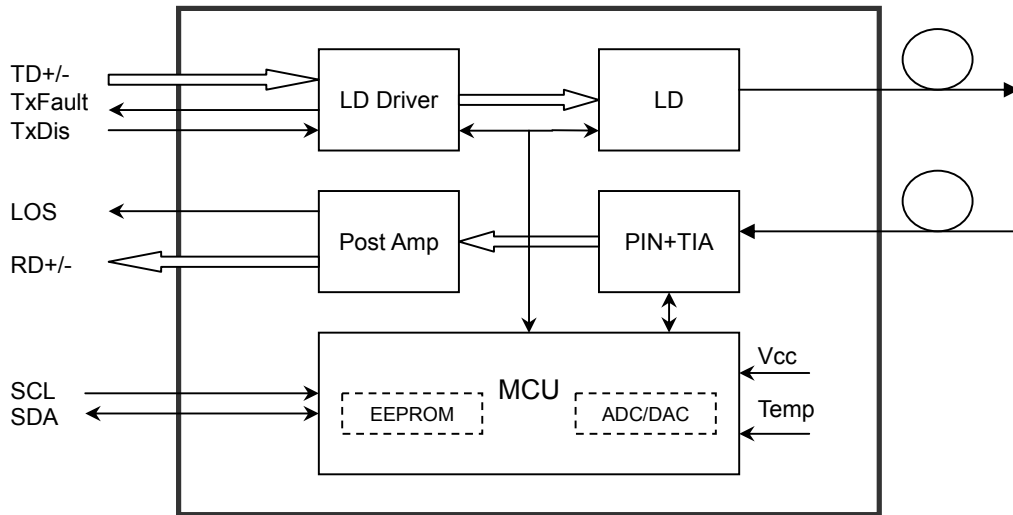 TD+/-
TxFault
TxDis
LD Driver
LD
LOS
RD+/-
Post Amp
PIN+TIA
SCL
SDA
MCU
EEPROM
ADC/DAC
Vcc
Temp